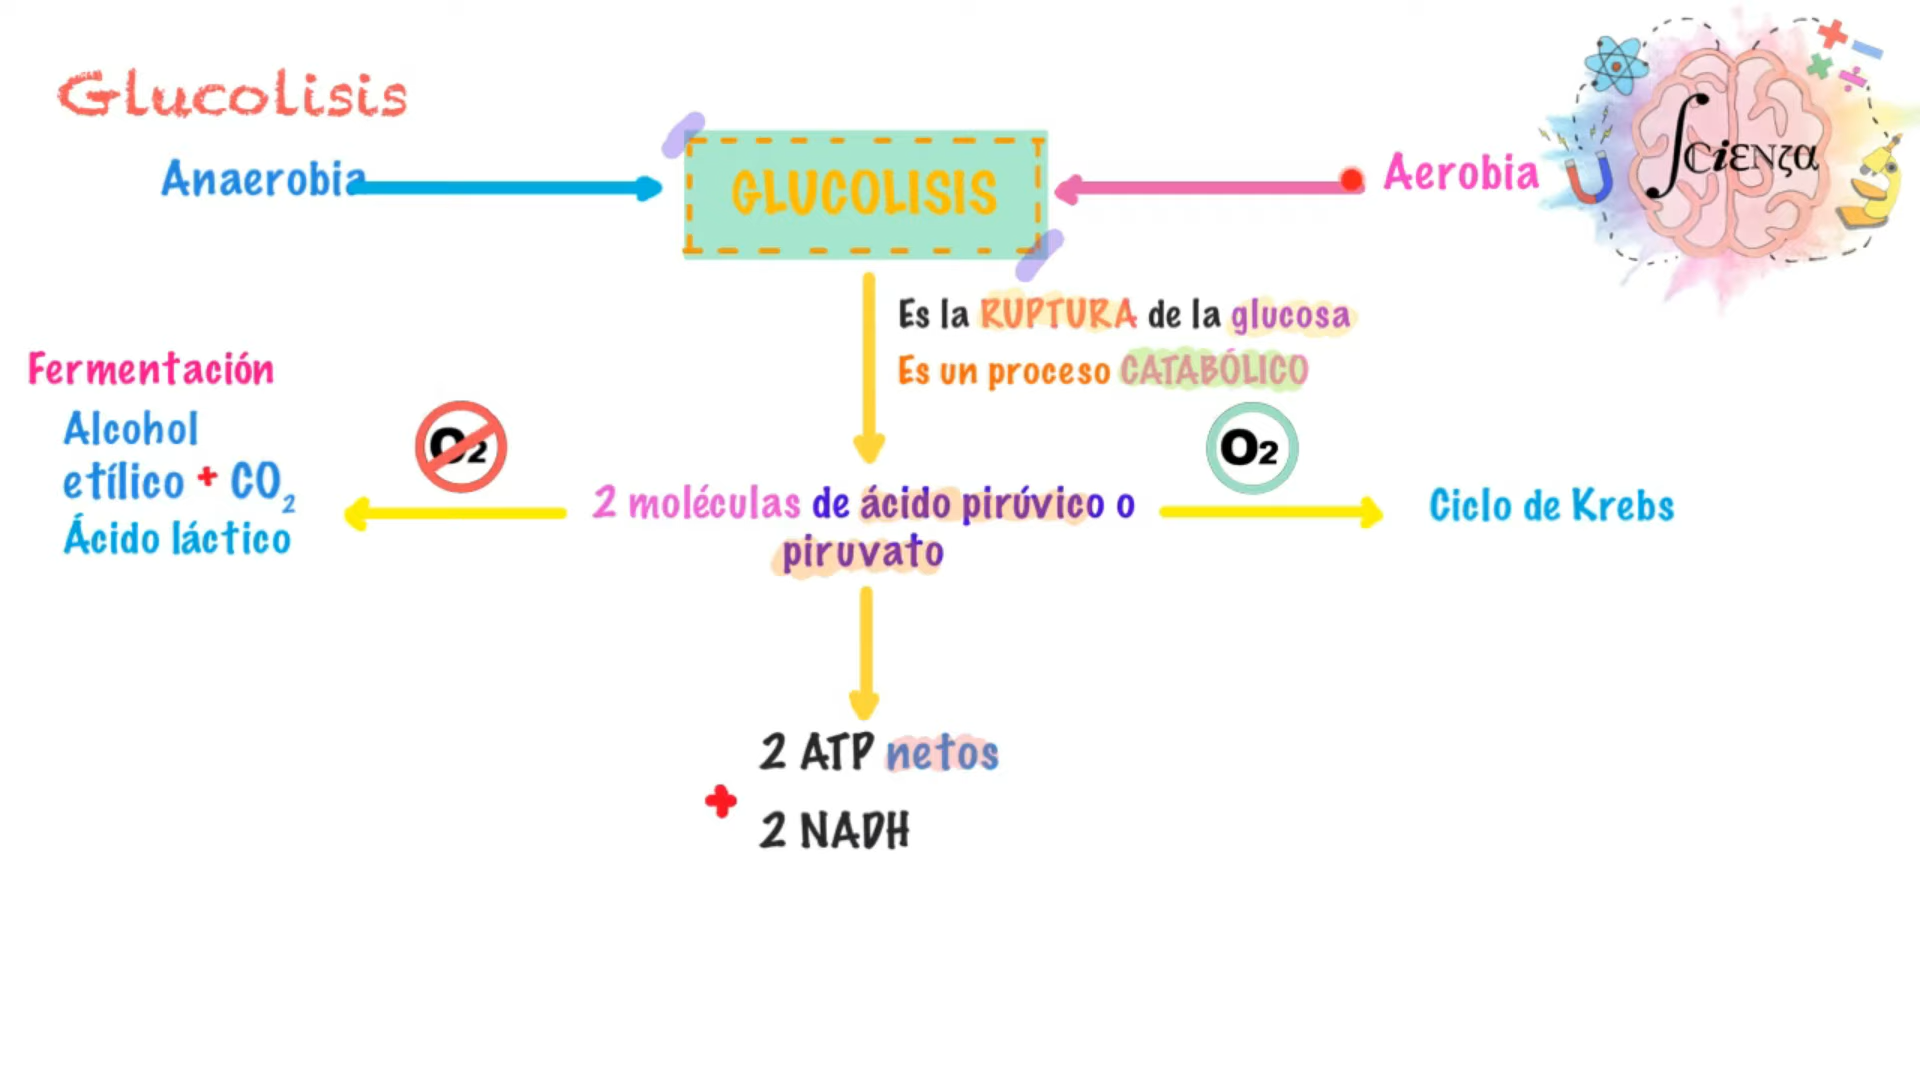 Glucolisis
Anaerobia
GLUCOLISIS
Aerobia
ʃCiENζα
Es la RUPTURA de la glucosa
Es un proceso CATABÓLICO
Fermentación
Alcohol
etílico + CO₂
Ácido láctico
O₂
O₂
2 moléculas de ácido pirúvico o
piruvato
Ciclo de Krebs
2 ATP netos
+
2 NADH